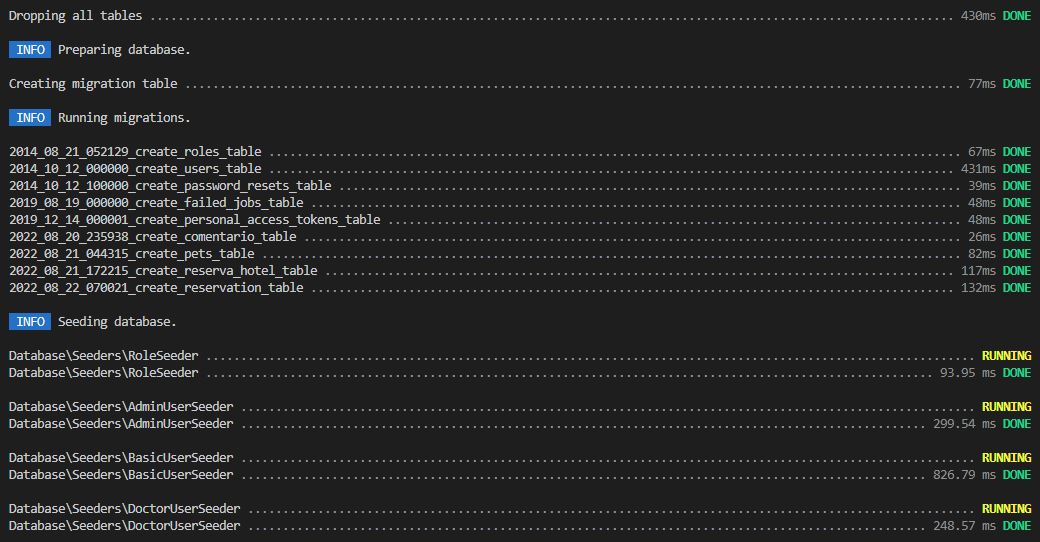 Dropping all tables ........................................................................................................... 430ms DONE
INFO Preparing database.
Creating migration table ...................................................................................................... 77ms DONE
INFO Running migrations.
2014_08_21_052129_create_roles_table .......................................................................................... 67ms DONE
2014_10_12_000000_create_users_table .......................................................................................... 431ms DONE
2014_10_12_100000_create_password_resets_table ................................................................................ 39ms DONE
2019_08_19_000000_create_failed_jobs_table .................................................................................... 48ms DONE
2019_12_14_000001_create_personal_access_tokens_table ......................................................................... 48ms DONE
2022_08_20_235938_create_comentario_table ..................................................................................... 26ms DONE
2022_08_21_044315_create_pets_table ........................................................................................... 82ms DONE
2022_08_21_172215_create_reserva_hotel_table .................................................................................. 117ms DONE
2022_08_22_070021_create_reservation_table .................................................................................... 132ms DONE
INFO Seeding database.
Database\Seeders\RoleSeeder ................................................................................................... RUNNING
Database\Seeders\RoleSeeder ................................................................................................... 93.95 ms DONE
Database\Seeders\AdminUserSeeder .............................................................................................. RUNNING
Database\Seeders\AdminUserSeeder .............................................................................................. 299.54 ms DONE
Database\Seeders\BasicUserSeeder .............................................................................................. RUNNING
Database\Seeders\BasicUserSeeder .............................................................................................. 826.79 ms DONE
Database\Seeders\DoctorUserSeeder ............................................................................................. RUNNING
Database\Seeders\DoctorUserSeeder ............................................................................................. 248.57 ms DONE